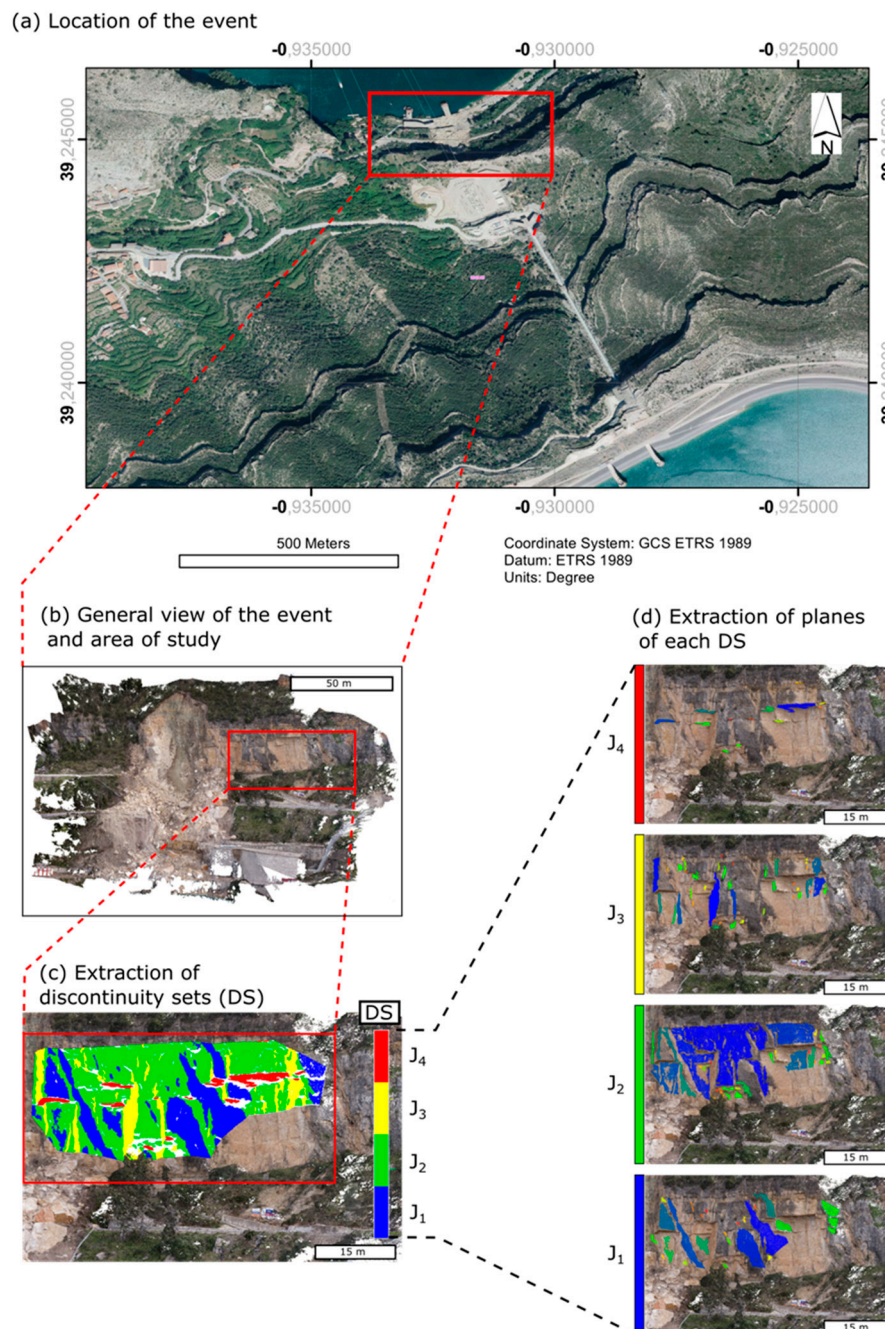 (a) Location of the event
-0,935000
-0,930000
-0,925000
39,245000
N
39,240000
-0,935000
-0,930000
-0,925000
500 Meters
Coordinate System: GCS ETRS 1989
Datum: ETRS 1989
Units: Degree
(b) General view of the event
and area of study
50 m
(c) Extraction of
discontinuity sets (DS)
DS
J4
J3
J2
J1
15 m
(d) Extraction of planes
of each DS
J4
15 m
J3
15 m
J2
15 m
J1
15 m